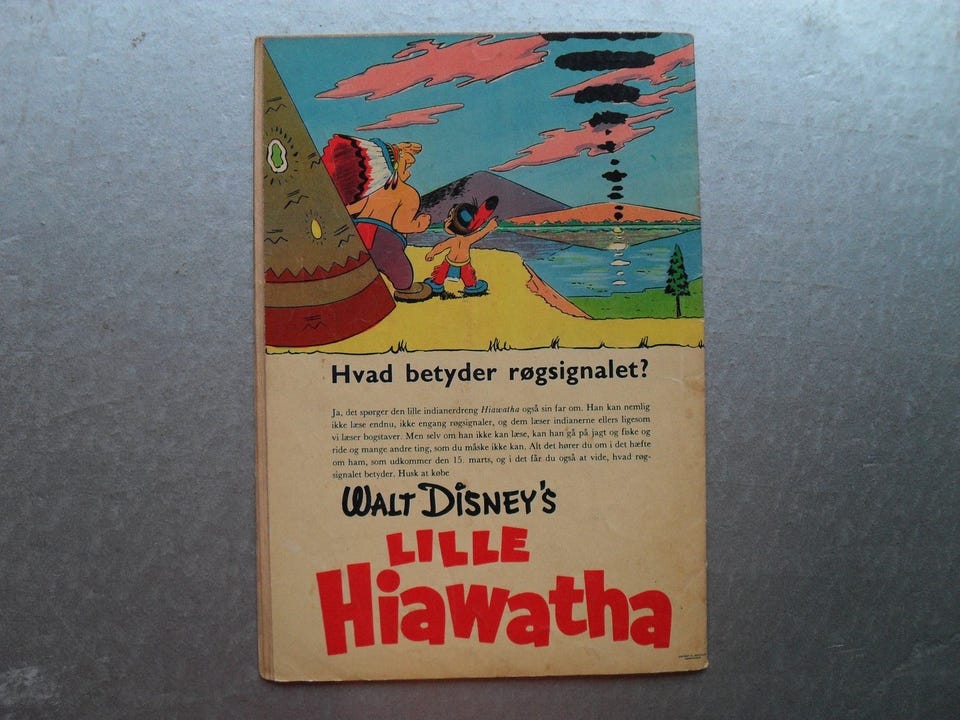 Hvad betyder røgsignalet?
Ja, det spørger den lille indianerdreng Hiawatha også sin far om. Han kan nemlig
ikke læse endnu, ikke engang røgsignaler, og dem læser indianerne ellers ligesom
vi læser bogstaver. Men selv om han ikke kan læse, kan han gå på jagt og fiske og
ride og mange andre ting, som du måske ikke kan. Alt det hører du om i det hæfte
om ham, som udkommer den 15. marts, og i det får du også at vide, hvad røg-
signalet betyder. Husk at købe
WALT DISNEY'S
LILLE
Hiawatha